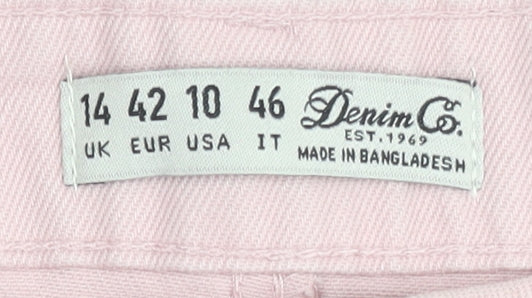 14 42 10 46 Denim Co.
UK EUR USA IT EST. 1969
MADE IN BANGLADESH